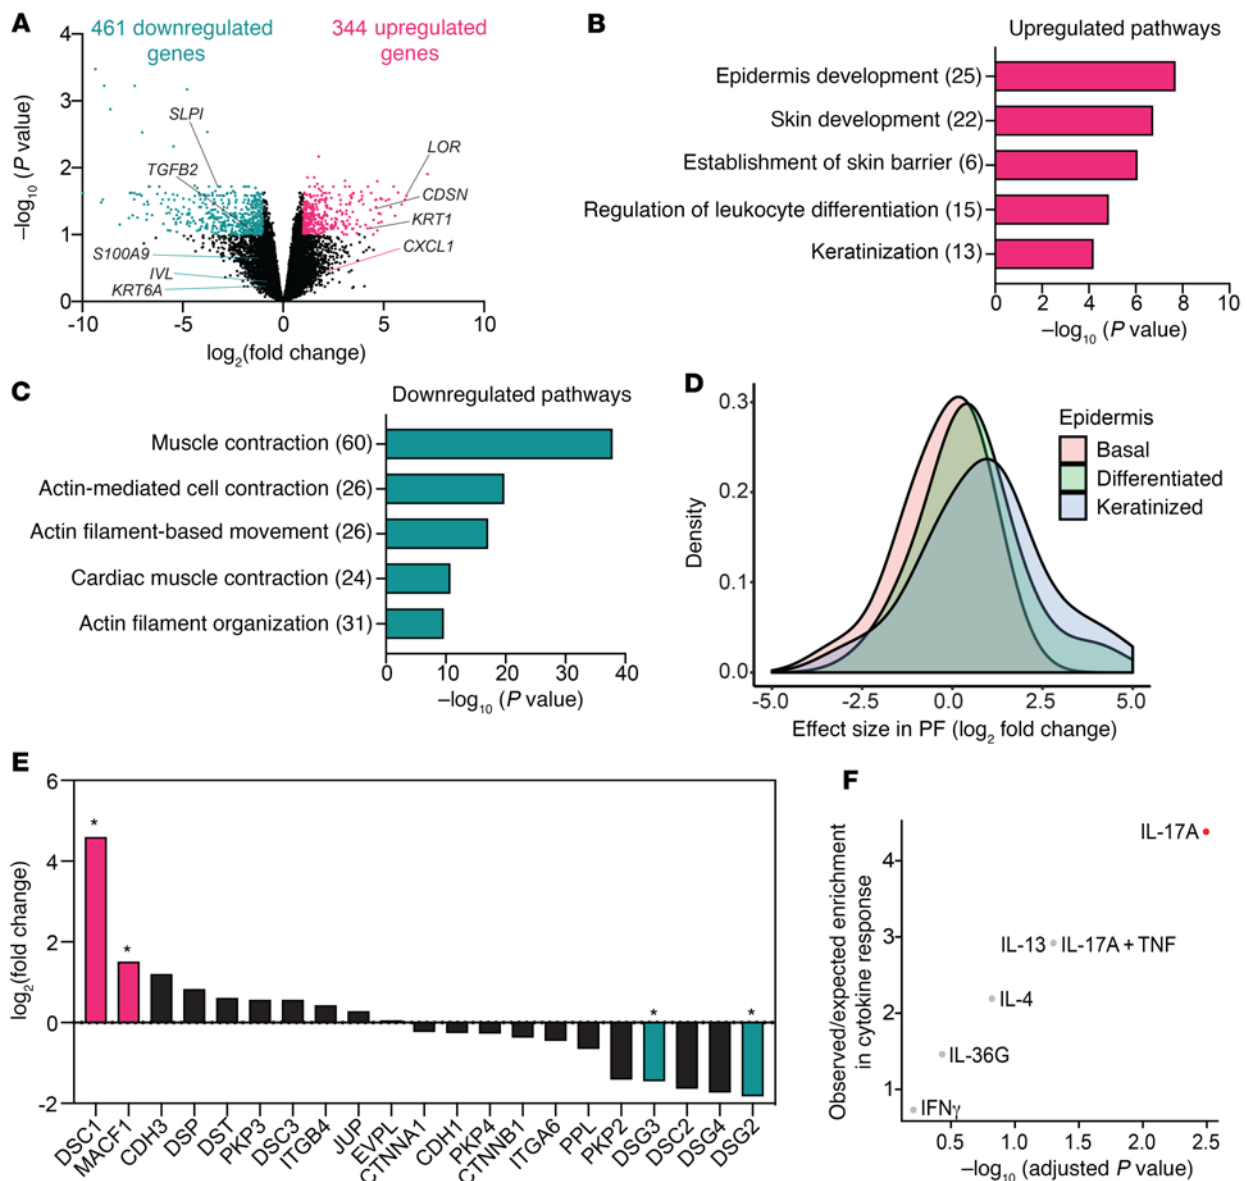 A
461 downregulated
genes
344 upregulated
genes
–log10 (P value)
4
3
2
1
0
SLPI
TGFB2
S100A9
IVL
KRT6A
LOR
CDSN
KRT1
CXCL1
-10
-5
0
5
10
log2(fold change)
B
Upregulated pathways
Epidermis development (25)
Skin development (22)
Establishment of skin barrier (6)
Regulation of leukocyte differentiation (15)
Keratinization (13)
0
2
4
6
8
10
–log10 (P value)
C
Downregulated pathways
Muscle contraction (60)
Actin-mediated cell contraction (26)
Actin filament-based movement (26)
Cardiac muscle contraction (24)
Actin filament organization (31)
0
10
20
30
40
–log10 (P value)
D
Density
0.3
0.2
0.1
0.0
Epidermis
Basal
Differentiated
Keratinized
-5.0
-2.5
0.0
2.5
5.0
Effect size in PF (log2 fold change)
E
log2(fold change)
6
4
2
0
-2
*
*
*
*
DSC1
MACF1
CDH3
DSP
DST
PKP3
DSC3
ITGB4
JUP
EVPL
CTNNA1
CDH1
PKP4
CTNNB1
ITGA6
PPL
PKP2
DSG3
DSC2
DSG4
DSG2
F
Observed/expected enrichment
in cytokine response
4
3
2
1
IL-17A
IL-13
IL-17A + TNF
IL-4
IL-36G
IFNγ
0.5
1.0
1.5
2.0
2.5
–log10 (adjusted P value)